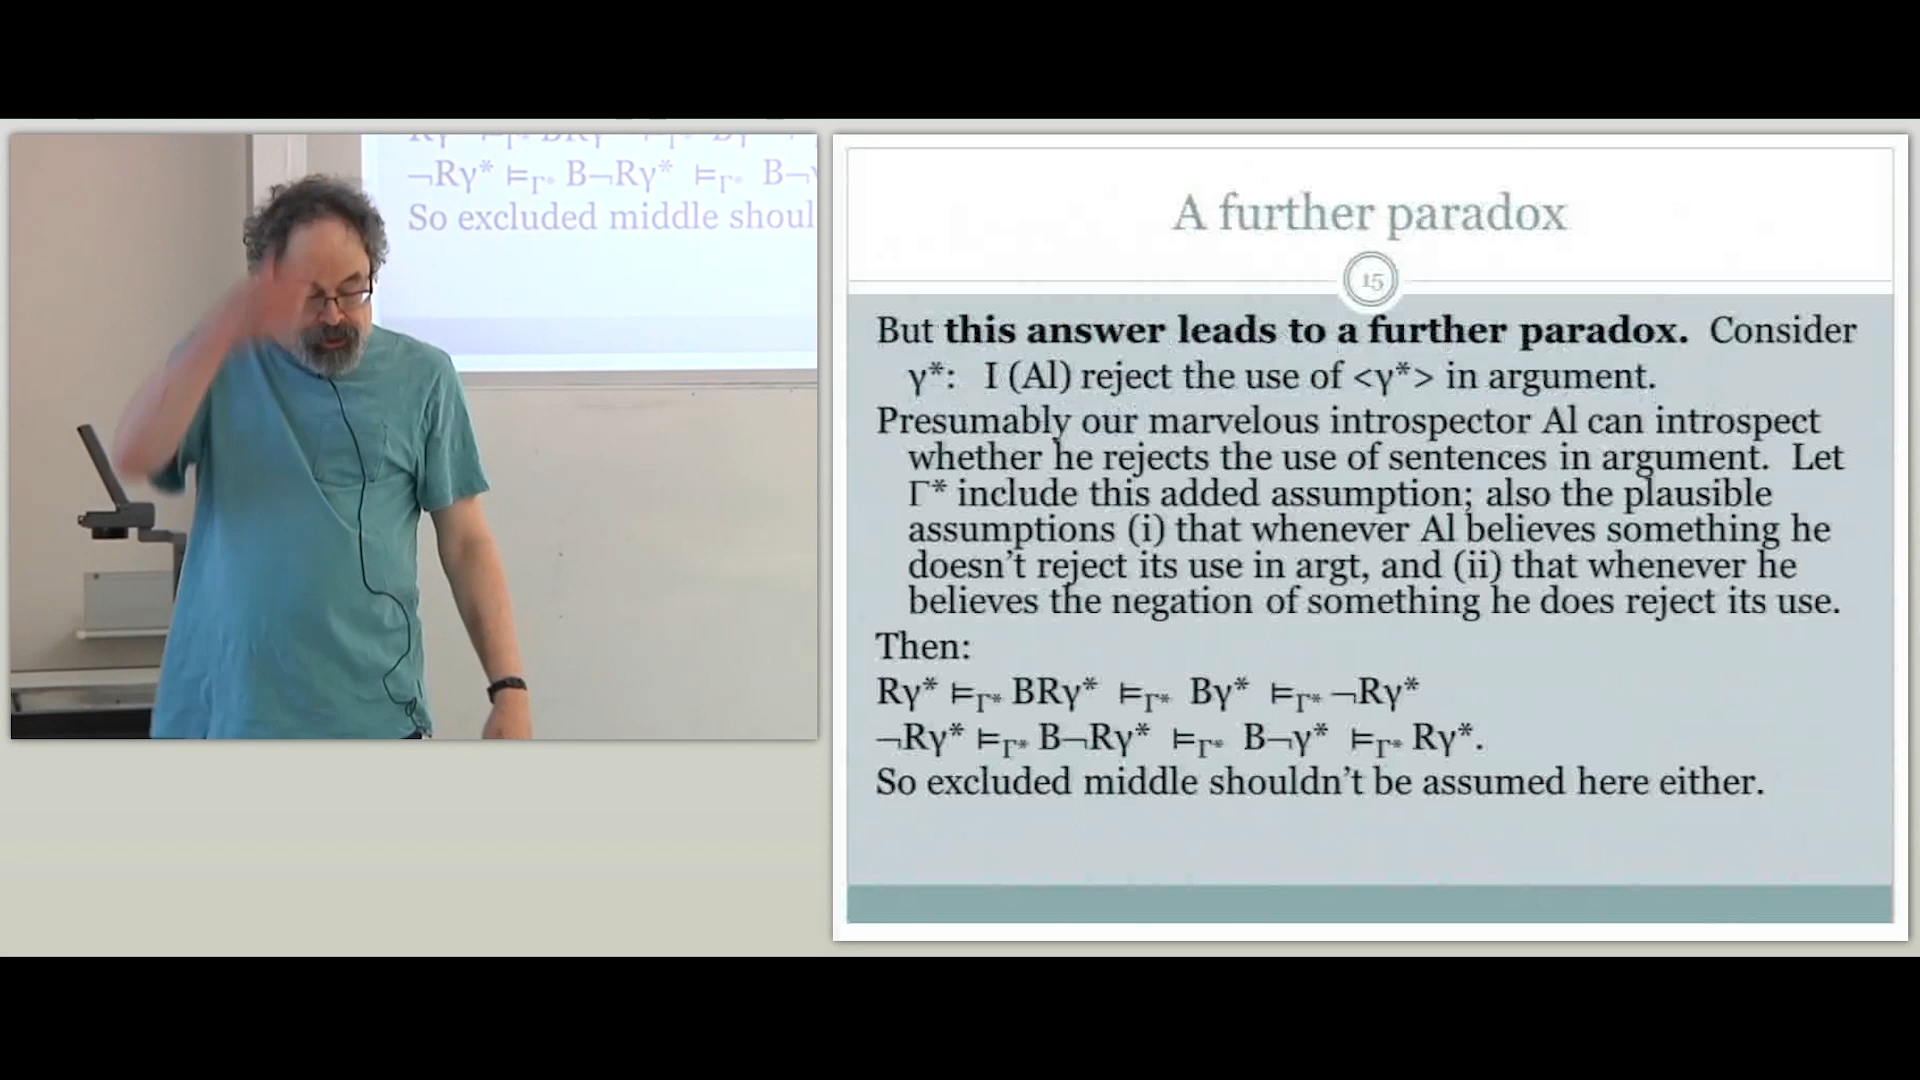 ¬Rγ* ⊨Γ* B¬Rγ* ⊨Γ* B¬
So excluded middle shoul
A further paradox
15
But this answer leads to a further paradox. Consider
γ*: I (Al) reject the use of <γ*> in argument.
Presumably our marvelous introspector Al can introspect
whether he rejects the use of sentences in argument. Let
Γ* include this added assumption; also the plausible
assumptions (i) that whenever Al believes something he
doesn't reject its use in argt, and (ii) that whenever he
believes the negation of something he does reject its use.
Then:
Rγ* ⊨Γ* BRγ* ⊨Γ* Bγ* ⊨Γ* ¬Rγ*
¬Rγ* ⊨Γ* B¬Rγ* ⊨Γ* B¬γ* ⊨Γ* Rγ*.
So excluded middle shouldn't be assumed here either.